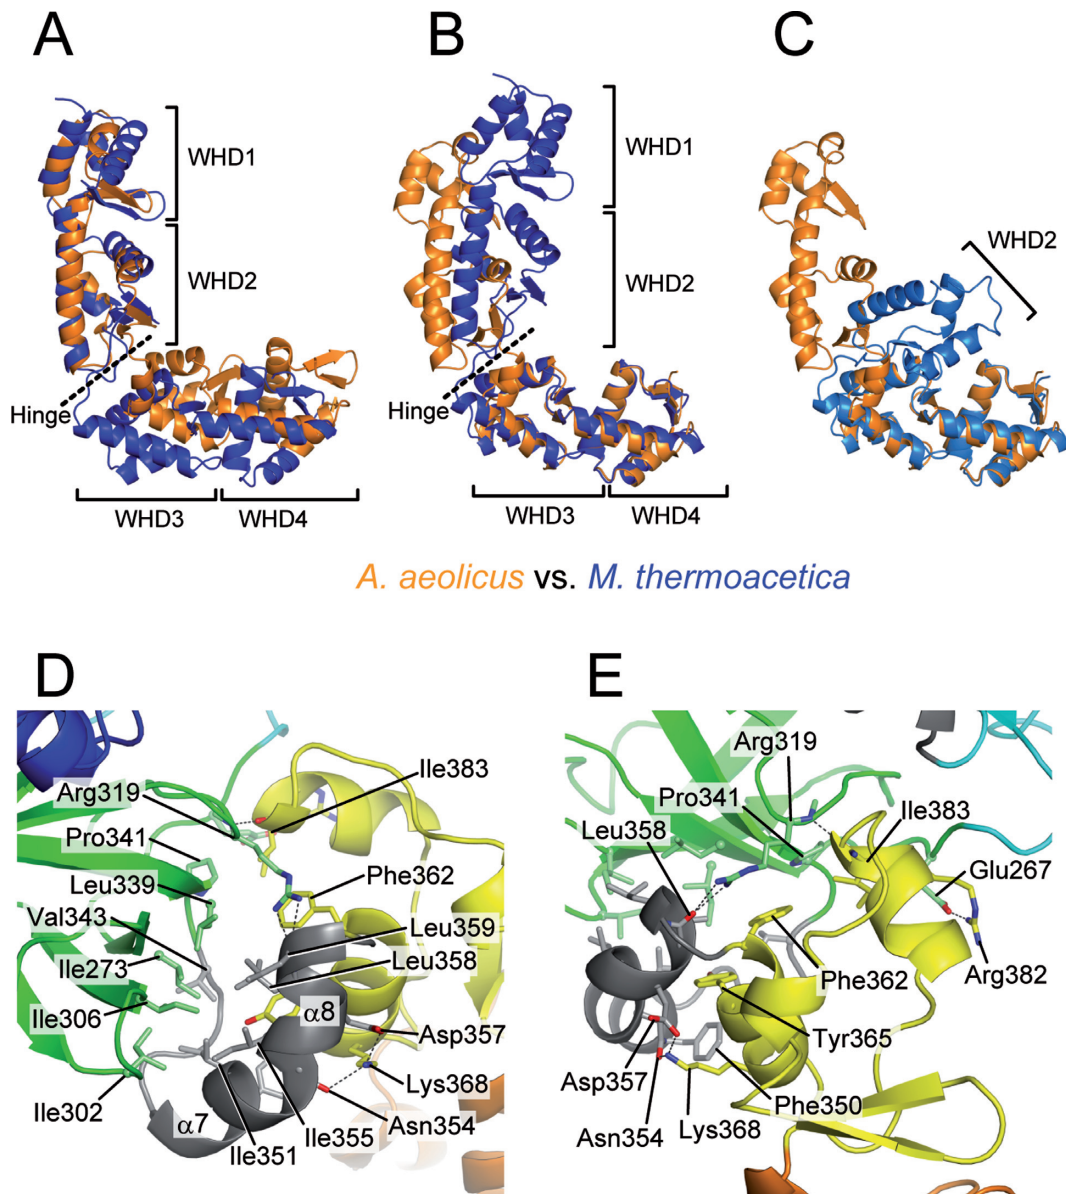 A
B
C
WHD1
WHD2
Hinge
WHD3
WHD4
WHD1
WHD2
Hinge
WHD3
WHD4
WHD2
A. aeolicus vs. M. thermoacetica
D
Arg319
Pro341
Leu339
Val343
Ile273
Ile306
Ile302
α7
Ile351
Ile355
Asn354
Lys368
Asp357
α8
Leu358
Leu359
Phe362
Ile383
E
Arg319
Pro341
Leu358
Ile383
Glu267
Arg382
Phe362
Tyr365
Phe350
Asp357
Asn354
Lys368